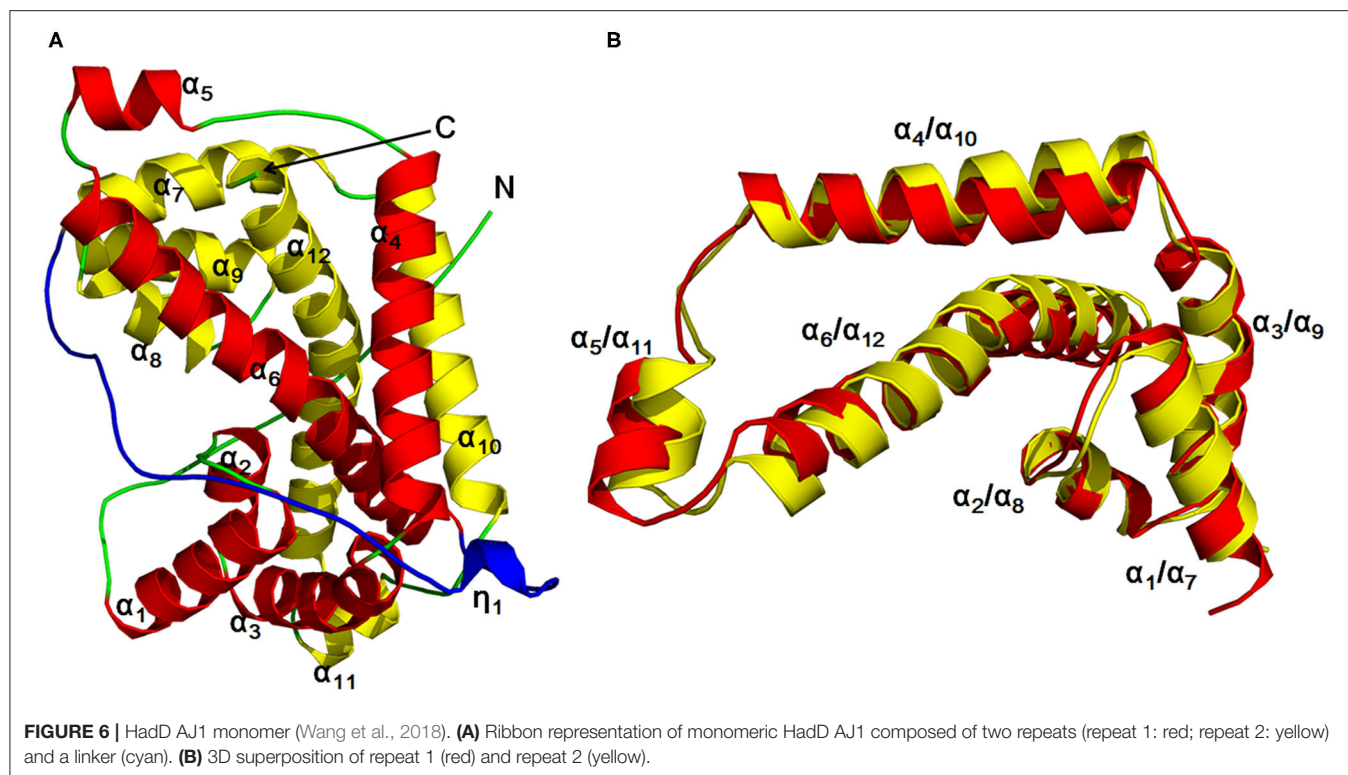 A
B
α5
C
α4/α10
N
α7
α4
α12
α9
α3/α9
α5/α11
α6/α12
α8
α6
α10
α2
α2/α8
α1/α7
α1
η1
α3
α11
FIGURE 6 | HadD AJ1 monomer (Wang et al., 2018). (A) Ribbon representation of monomeric HadD AJ1 composed of two repeats (repeat 1: red; repeat 2: yellow)
and a linker (cyan). (B) 3D superposition of repeat 1 (red) and repeat 2 (yellow).